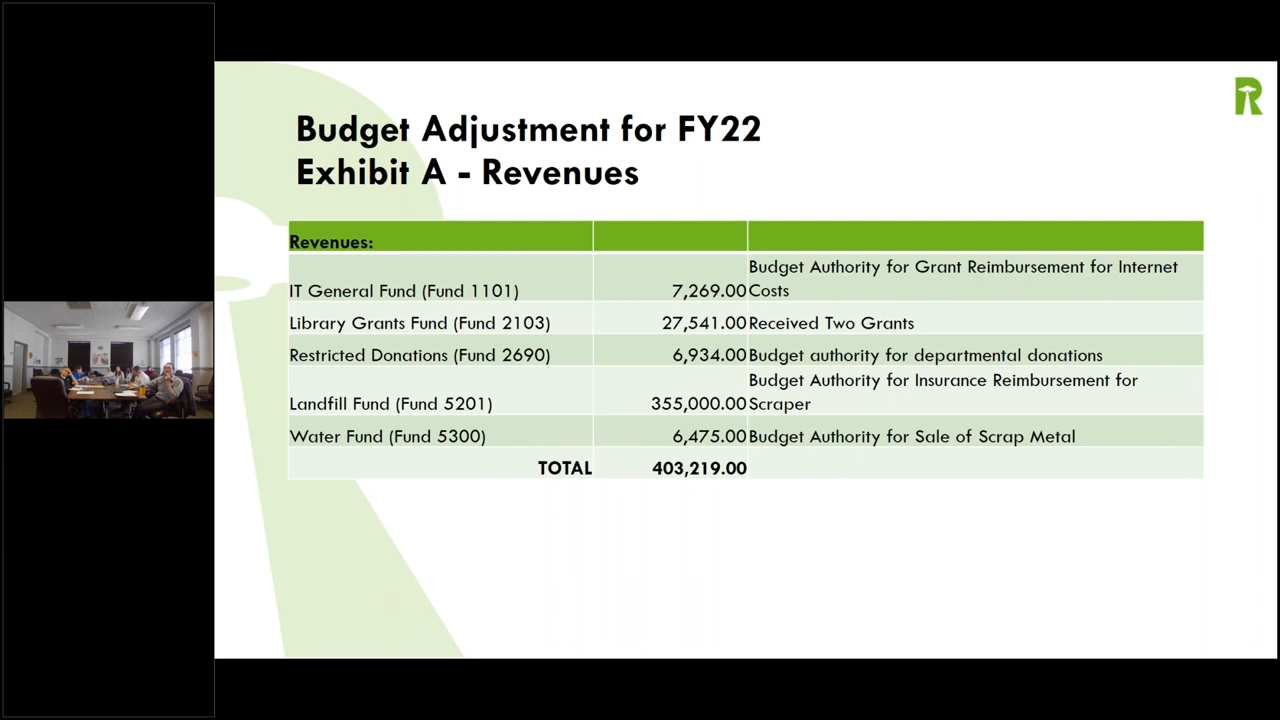 R
Budget Adjustment for FY22
Exhibit A - Revenues
Revenues:
IT General Fund (Fund 1101) 7,269.00 Budget Authority for Grant Reimbursement for Internet
Costs
Library Grants Fund (Fund 2103) 27,541.00 Received Two Grants
Restricted Donations (Fund 2690) 6,934.00 Budget authority for departmental donations
Landfill Fund (Fund 5201) 355,000.00 Budget Authority for Insurance Reimbursement for
Scraper
Water Fund (Fund 5300) 6,475.00 Budget Authority for Sale of Scrap Metal
TOTAL 403,219.00